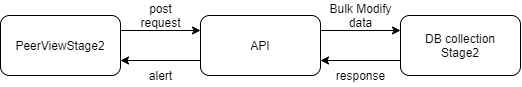 post
request
Bulk Modify
data
PeerViewStage2
API
DB collection
Stage2
alert
response